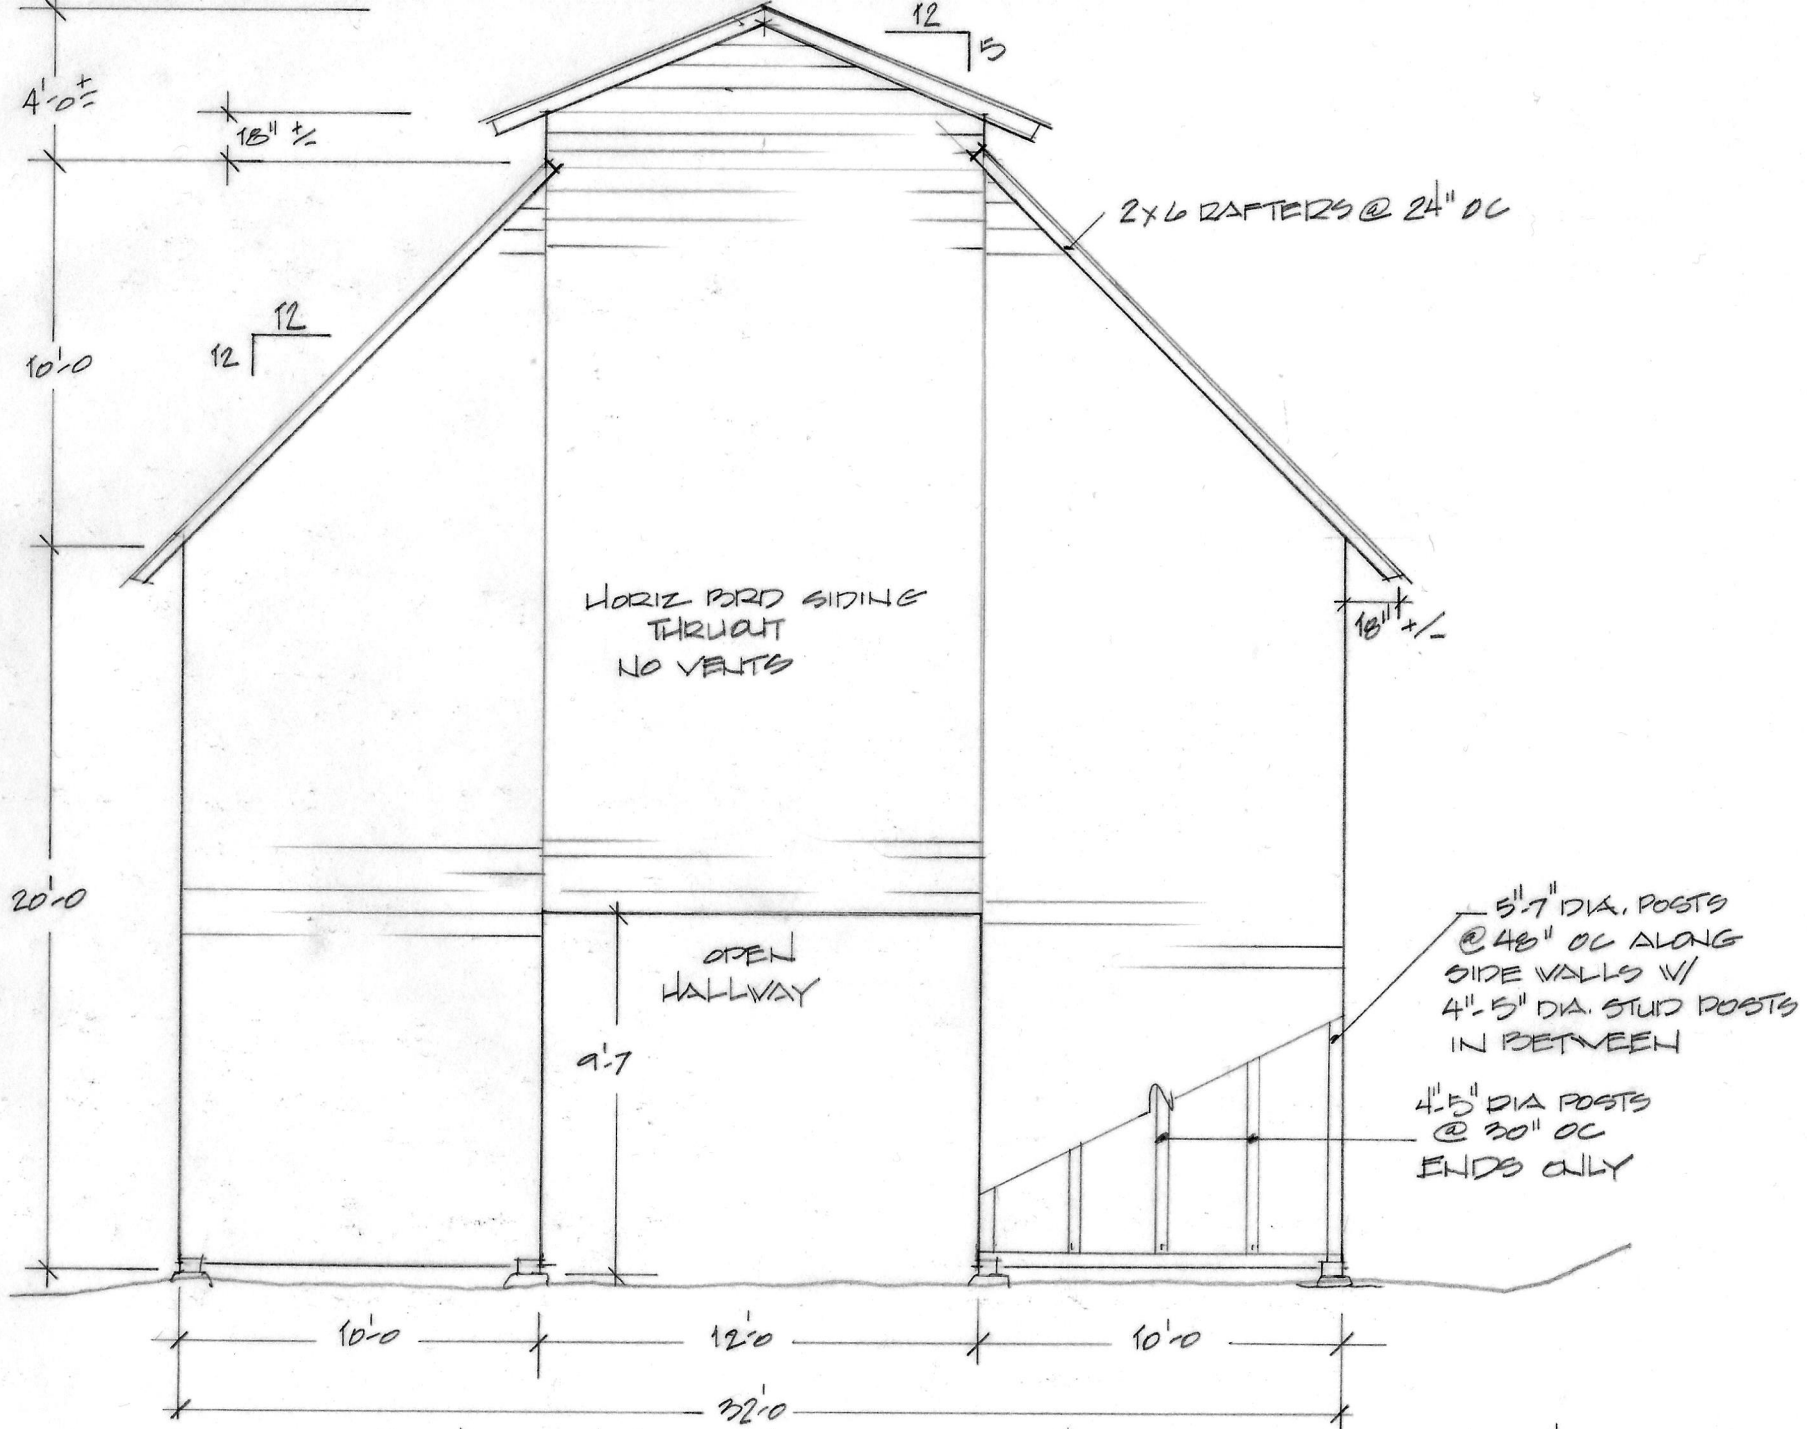 12
5
4'-0"±
18" +/-
2x6 RAFTERS @ 24" OC
12
12
10'-0
HORIZ BRD SIDING
THRUOUT
NO VENTS
18" +/-
20'-0
OPEN
HALLWAY
9'-7
5"-7" DIA. POSTS
@ 48" OC ALONG
SIDE WALLS W/
4"-5" DIA. STUD POSTS
IN BETWEEN
4"-5" DIA POSTS
@ 30" OC
ENDS ONLY
10'-0
12'-0
10'-0
32'-0